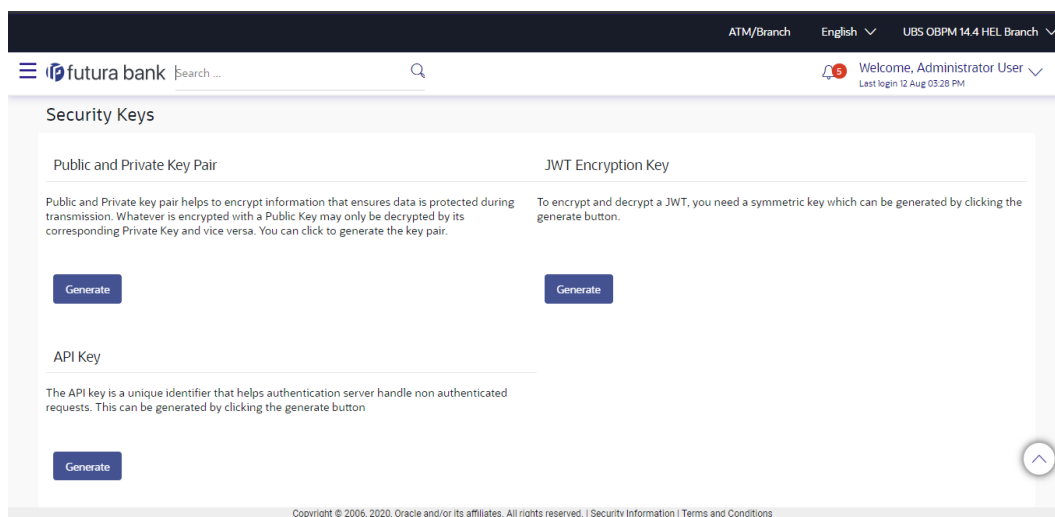 ATM/Branch English UBS OBPM 14.4 HEL Branch
futura bank Search ... 5 Welcome, Administrator User
Last login 12 Aug 03:28 PM
Security Keys
Public and Private Key Pair
Public and Private key pair helps to encrypt information that ensures data is protected during
transmission. Whatever is encrypted with a Public Key may only be decrypted by its
corresponding Private Key and vice versa. You can click to generate the key pair.
Generate
JWT Encryption Key
To encrypt and decrypt a JWT, you need a symmetric key which can be generated by clicking the
generate button.
Generate
API Key
The API key is a unique identifier that helps authentication server handle non authenticated
requests. This can be generated by clicking the generate button
Generate
Copyright © 2006, 2020, Oracle and/or its affiliates. All rights reserved. | Security Information | Terms and Conditions